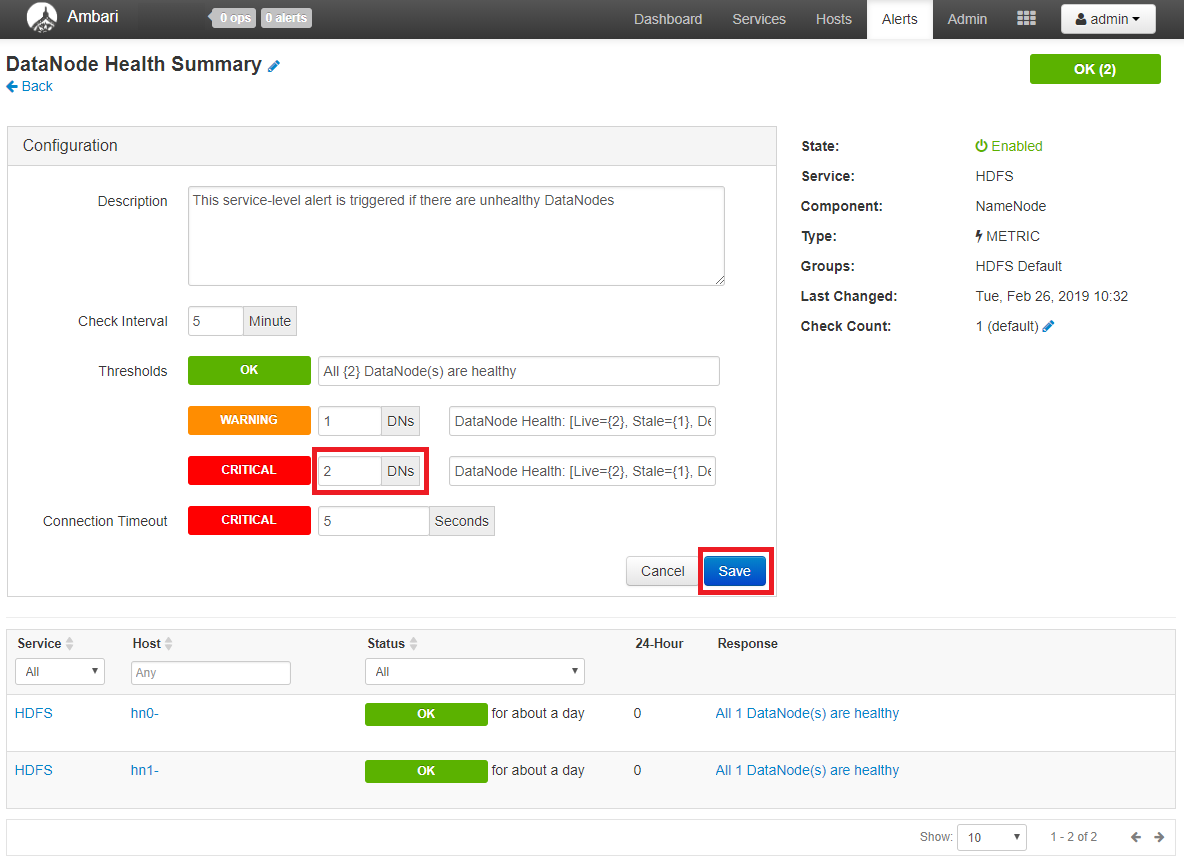 Ambari 0 ops 0 alerts Dashboard Services Hosts Alerts Admin admin
DataNode Health Summary
OK (2)
Back
Configuration
Description This service-level alert is triggered if there are unhealthy DataNodes
Check Interval 5 Minute
Thresholds OK All {2} DataNode(s) are healthy
WARNING 1 DNs DataNode Health: [Live={2}, Stale={1}, De
CRITICAL 2 DNs DataNode Health: [Live={2}, Stale={1}, De
Connection Timeout CRITICAL 5 Seconds
Cancel Save
State: Enabled
Service: HDFS
Component: NameNode
Type: METRIC
Groups: HDFS Default
Last Changed: Tue, Feb 26, 2019 10:32
Check Count: 1 (default)
Service Host Status 24-Hour Response
All Any All
HDFS hn0- OK for about a day 0 All 1 DataNode(s) are healthy
HDFS hn1- OK for about a day 0 All 1 DataNode(s) are healthy
Show: 10 1 - 2 of 2